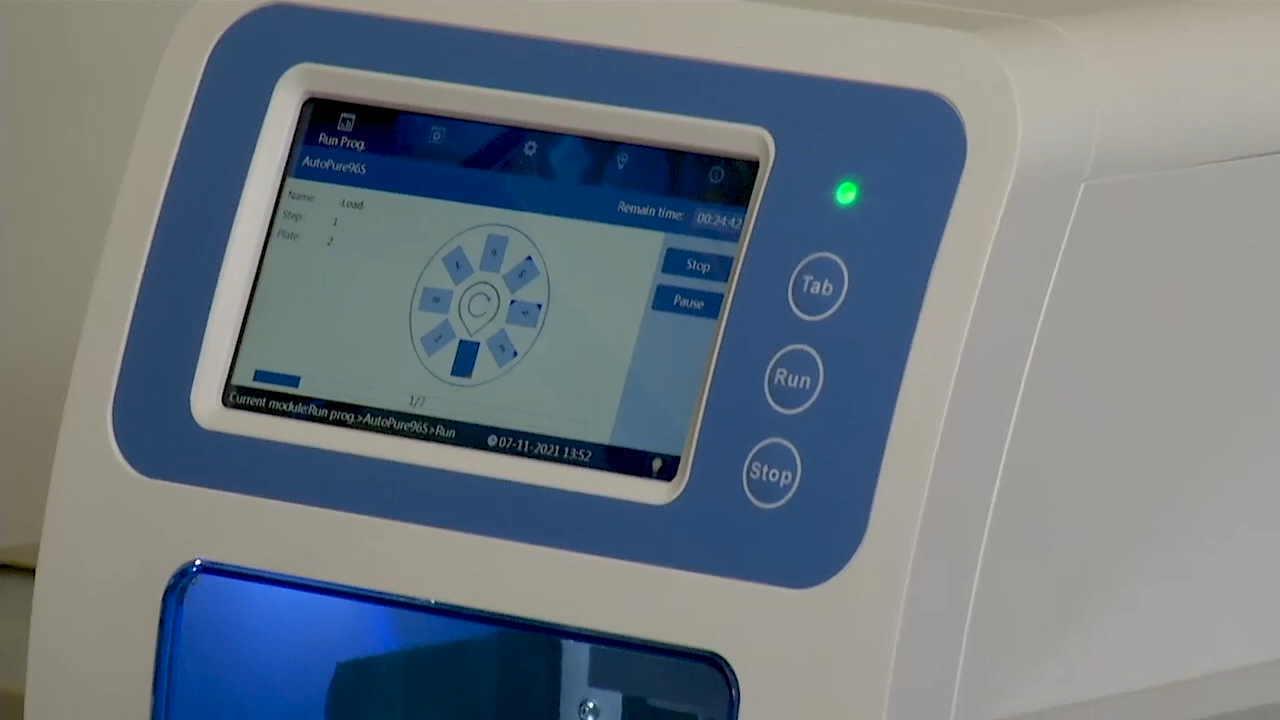 Run Prog.
AutoPure96S
Remain time: 00:24:42
Name: -Load-
Step: 1
Plate: 2
Stop
Pause
1/7
Current module:Run prog.>AutoPure96S>Run
07-11-2021 13:52
Tab
Run
Stop